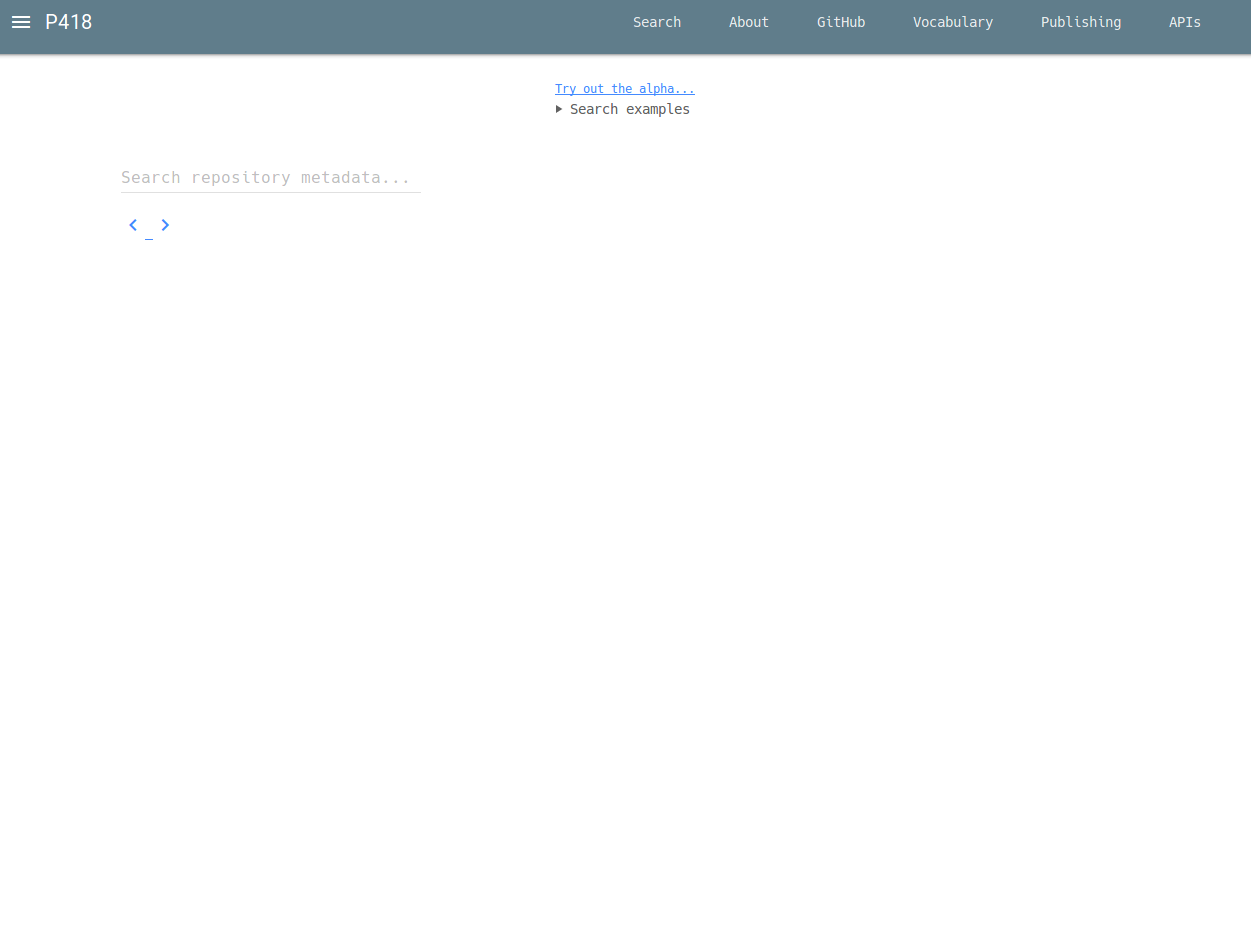 P418
Search About GitHub Vocabulary Publishing APIs
Try out the alpha...
Search examples
Search repository metadata...
_